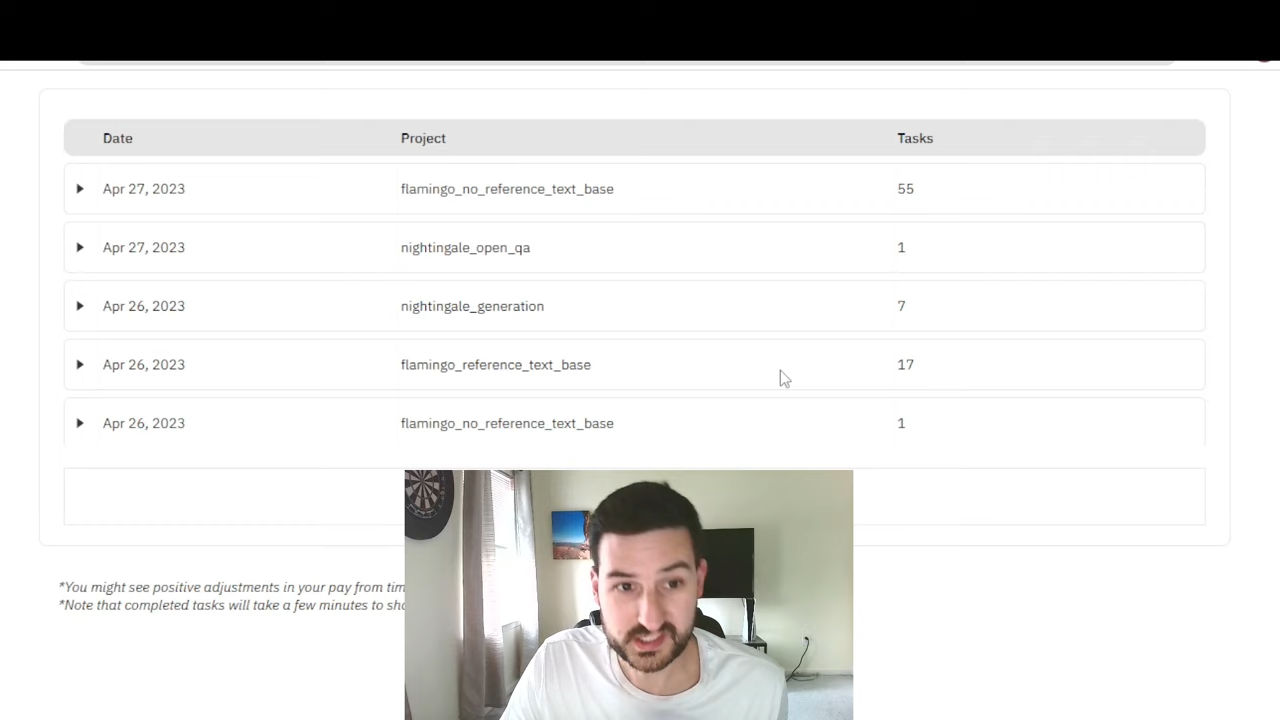 Date Project Tasks
Apr 27, 2023 flamingo_no_reference_text_base 55
Apr 27, 2023 nightingale_open_qa 1
Apr 26, 2023 nightingale_generation 7
Apr 26, 2023 flamingo_reference_text_base 17
Apr 26, 2023 flamingo_no_reference_text_base 1
*You might see positive adjustments in your pay from
*Note that completed tasks will take a few minutes to